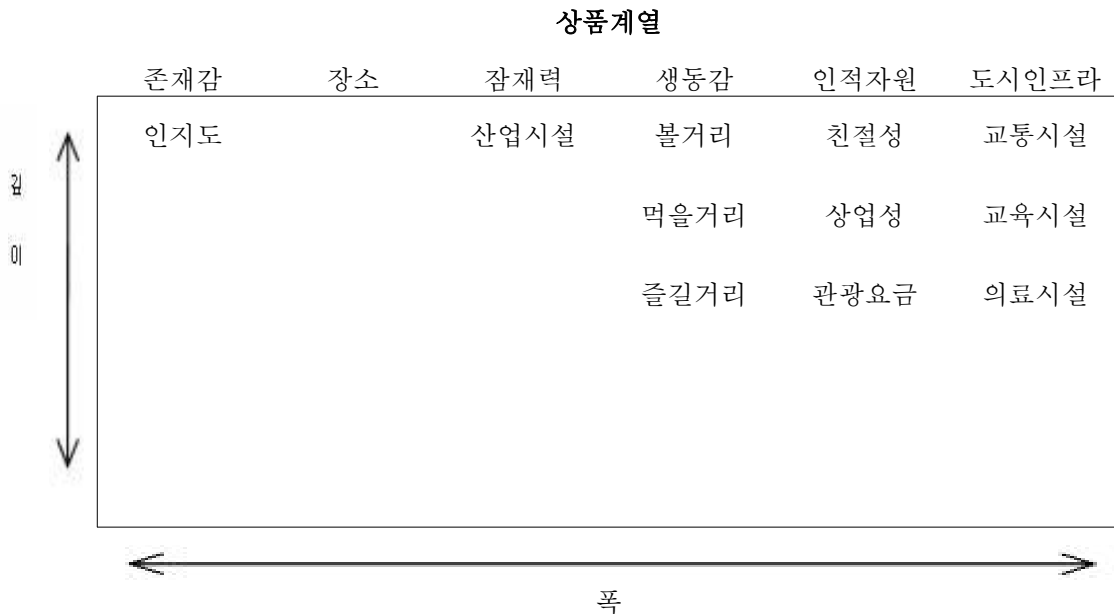 상품계열
존재감 장소 잠재력 생동감 인적자원 도시인프라
인지도 산업시설 볼거리 친절성 교통시설
깊
먹을거리 상업성 교육시설
이
즐길거리 관광요금 의료시설
폭